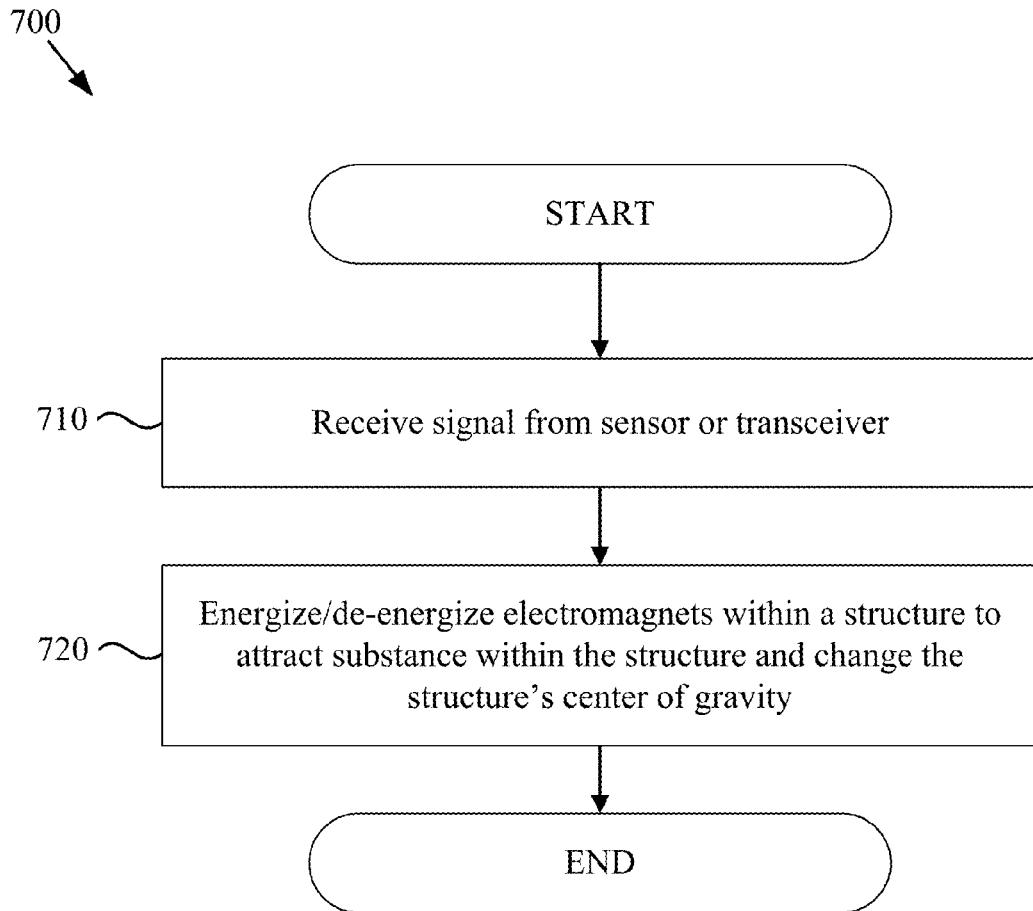 700
START
710
Receive signal from sensor or transceiver
720
Energize/de-energize electromagnets within a structure to
attract substance within the structure and change the
structure's center of gravity
END